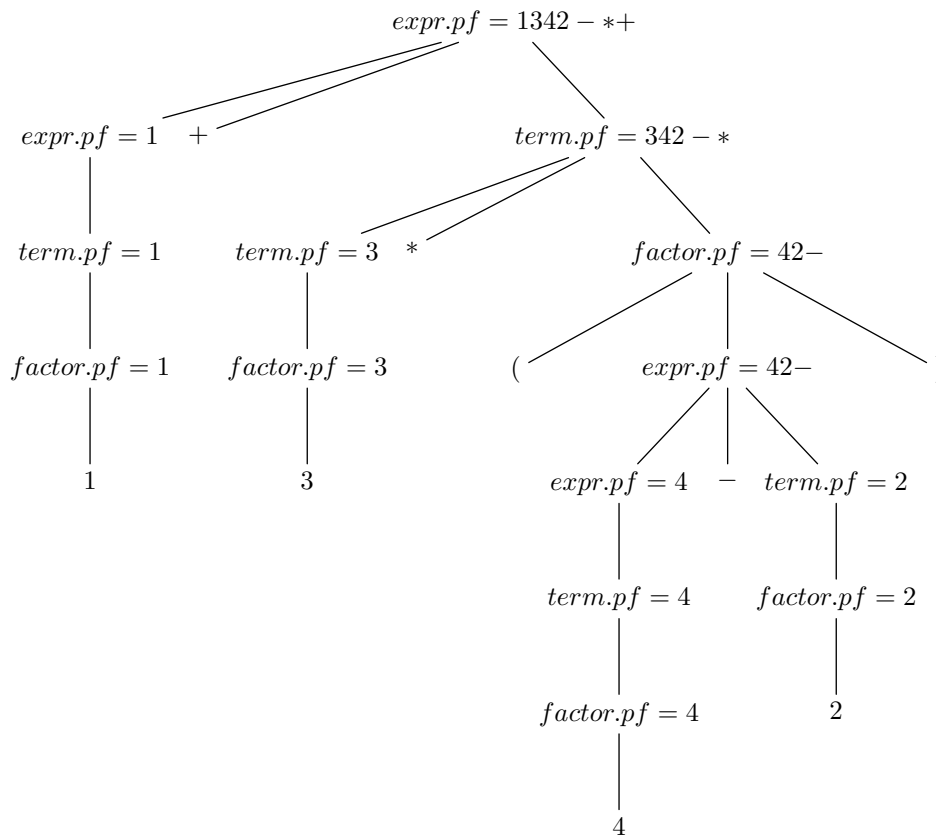 expr.pf = 1342 − ∗+
expr.pf = 1 + term.pf = 342 − ∗
term.pf = 1 term.pf = 3 * factor.pf = 42−
factor.pf = 1 factor.pf = 3 ( expr.pf = 42−
1 3 expr.pf = 4 − term.pf = 2
term.pf = 4 factor.pf = 2
factor.pf = 4 2
4